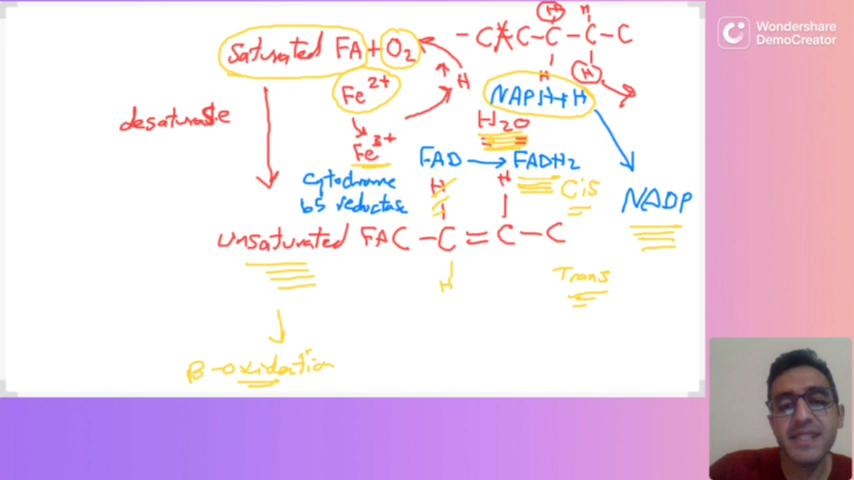 Wondershare
DemoCreator
Saturated FA + O2
- C C - C - C - C
H
n
H
H
H
Fe2+
NAPH + H
desaturase
H2O
Fe3+
FAD → FADH2
cytochrome
b5 reductase
H
H
Cis
NADP
Unsaturated FA C - C = C - C
H
Trans
β-oxidation